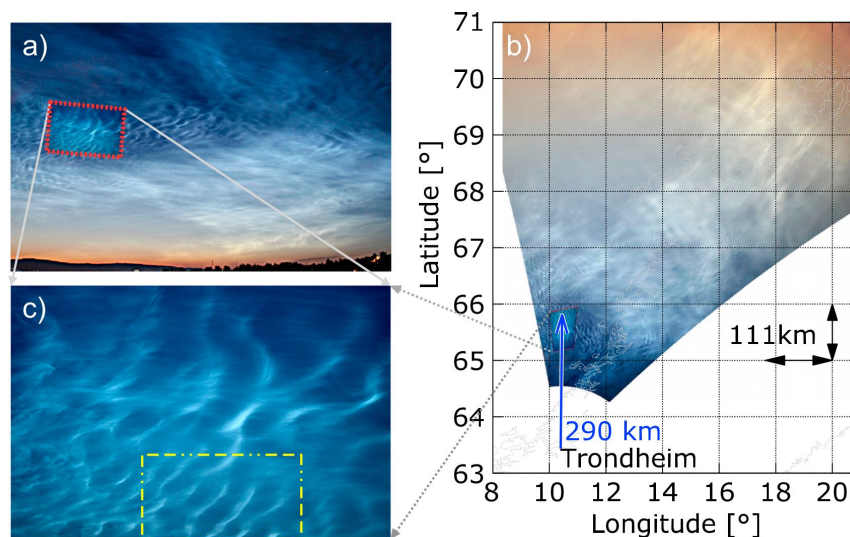 a)
b)
c)
71
70
69
68
67
66
65
64
63
Latitude [°]
111km
290 km
Trondheim
8 10 12 14 16 18 20
Longitude [°]